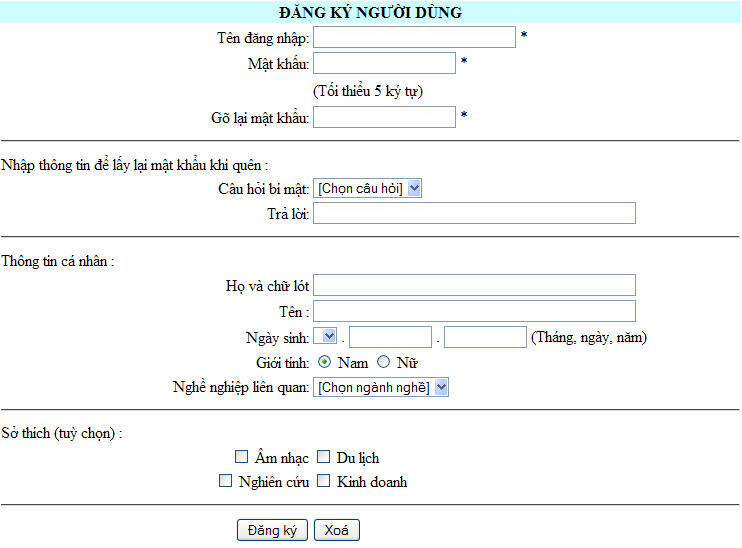 ĐĂNG KÝ NGƯỜI DÙNG
Tên đăng nhập: *
Mật khẩu: *
(Tối thiểu 5 ký tự)
Gõ lại mật khẩu: *
Nhập thông tin để lấy lại mật khẩu khi quên :
Câu hỏi bí mật: [Chọn câu hỏi]
Trả lời:
Thông tin cá nhân :
Họ và chữ lót
Tên :
Ngày sinh: . . (Tháng, ngày, năm)
Giới tính: Nam Nữ
Nghề nghiệp liên quan: [Chọn ngành nghề]
Sở thích (tuỳ chọn) :
Âm nhạc Du lịch
Nghiên cứu Kinh doanh
Đăng ký Xoá